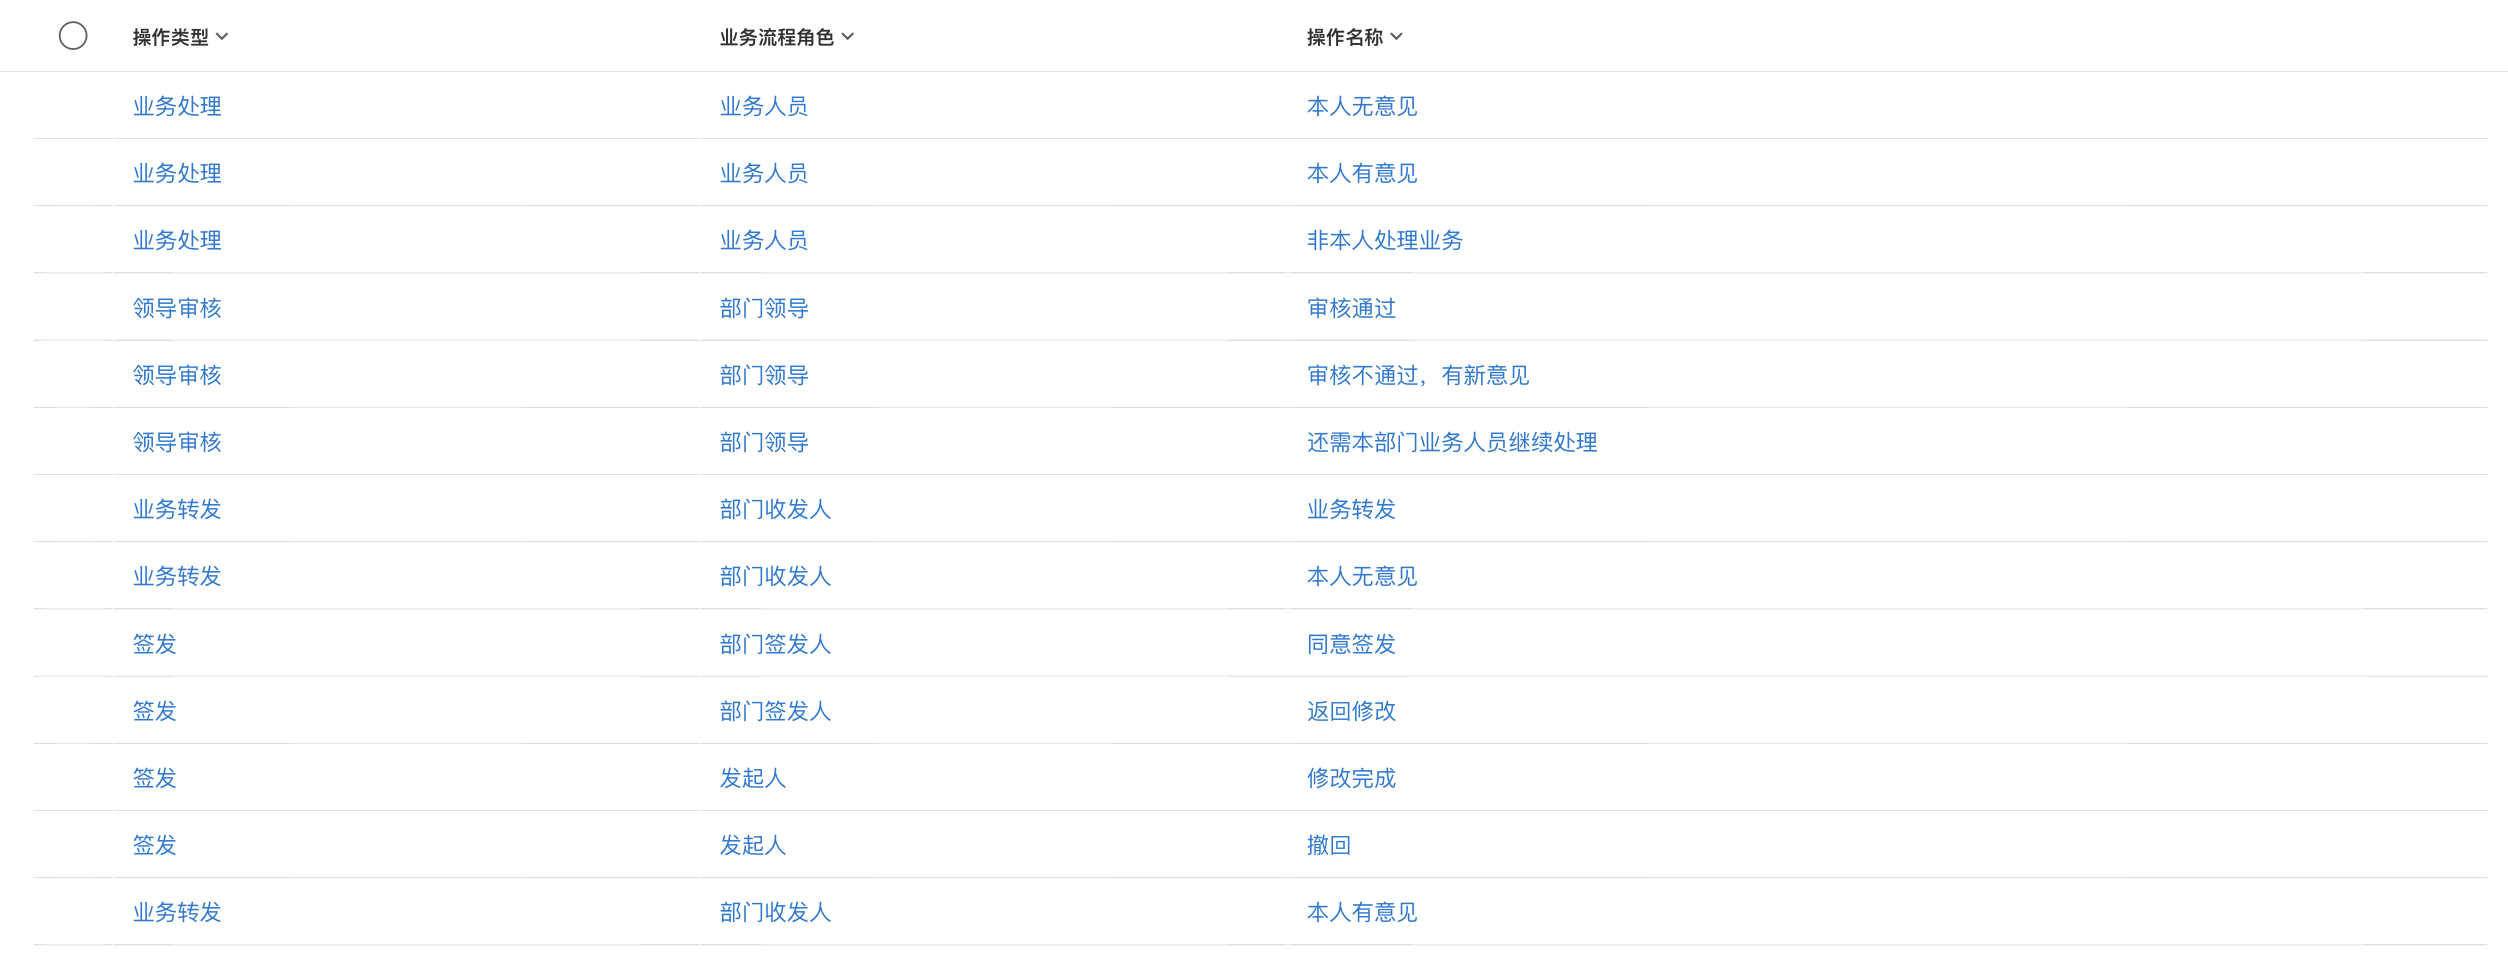 操作类型 业务流程角色 操作名称
业务处理 业务人员 本人无意见
业务处理 业务人员 本人有意见
业务处理 业务人员 非本人处理业务
领导审核 部门领导 审核通过
领导审核 部门领导 审核不通过，有新意见
领导审核 部门领导 还需本部门业务人员继续处理
业务转发 部门收发人 业务转发
业务转发 部门收发人 本人无意见
签发 部门签发人 同意签发
签发 部门签发人 返回修改
签发 发起人 修改完成
签发 发起人 撤回
业务转发 部门收发人 本人有意见